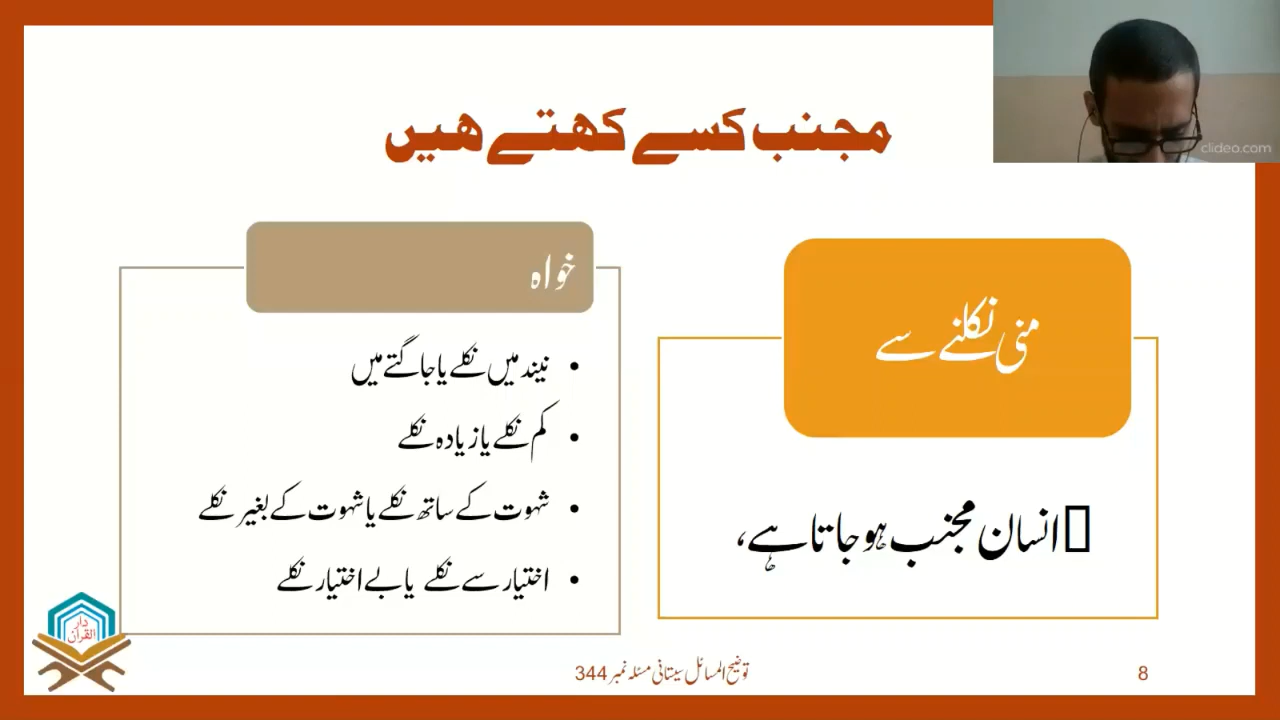 مجنب کسے کہتے ہیں
منی نکلنے سے
انسان مجنب ہو جاتا ہے،
خواہ
• نیند میں نکلے یا جاگتے میں
• کم نکلے یا زیادہ نکلے
• شہوت کے ساتھ نکلے یا شہوت کے بغیر نکلے
• اختیار سے نکلے یا بے اختیار نکلے
توضیح المسائل سیستانی مسئلہ نمبر 344
8
دار القرآن
clideo.com